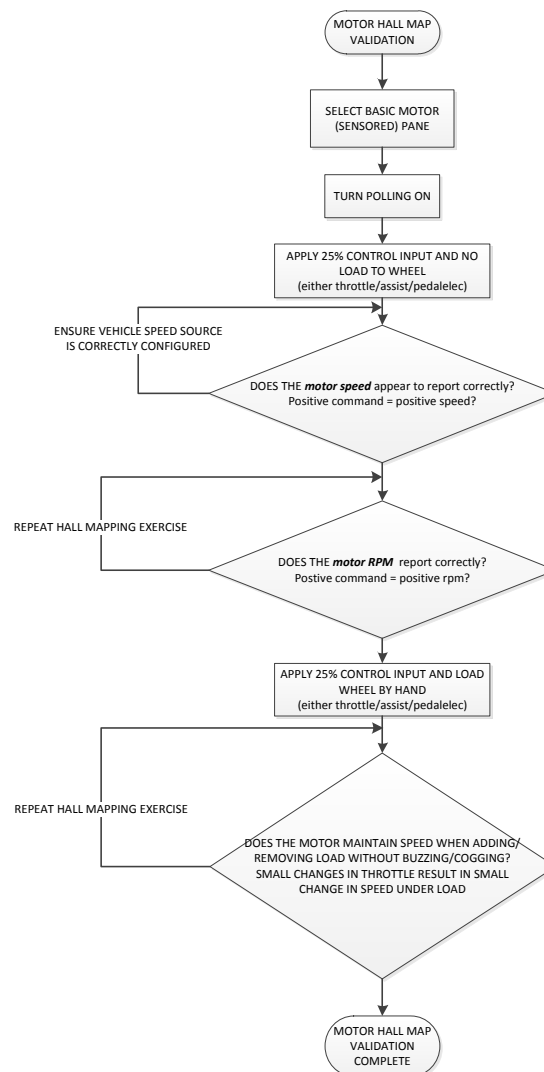 MOTOR HALL MAP
VALIDATION
SELECT BASIC MOTOR
(SENSORED) PANE
TURN POLLING ON
APPLY 25% CONTROL INPUT AND NO
LOAD TO WHEEL
(either throttle/assist/pedalelec)
ENSURE VEHICLE SPEED SOURCE
IS CORRECTLY CONFIGURED
DOES THE motor speed appear to report correctly?
Positive command = positive speed?
REPEAT HALL MAPPING EXERCISE
DOES THE motor RPM report correctly?
Postive command = positive rpm?
APPLY 25% CONTROL INPUT AND LOAD
WHEEL BY HAND
(either throttle/assist/pedalelec)
REPEAT HALL MAPPING EXERCISE
DOES THE MOTOR MAINTAIN SPEED WHEN ADDING/
REMOVING LOAD WITHOUT BUZZING/COGGING?
SMALL CHANGES IN THROTTLE RESULT IN SMALL
CHANGE IN SPEED UNDER LOAD
MOTOR HALL MAP
VALIDATION
COMPLETE